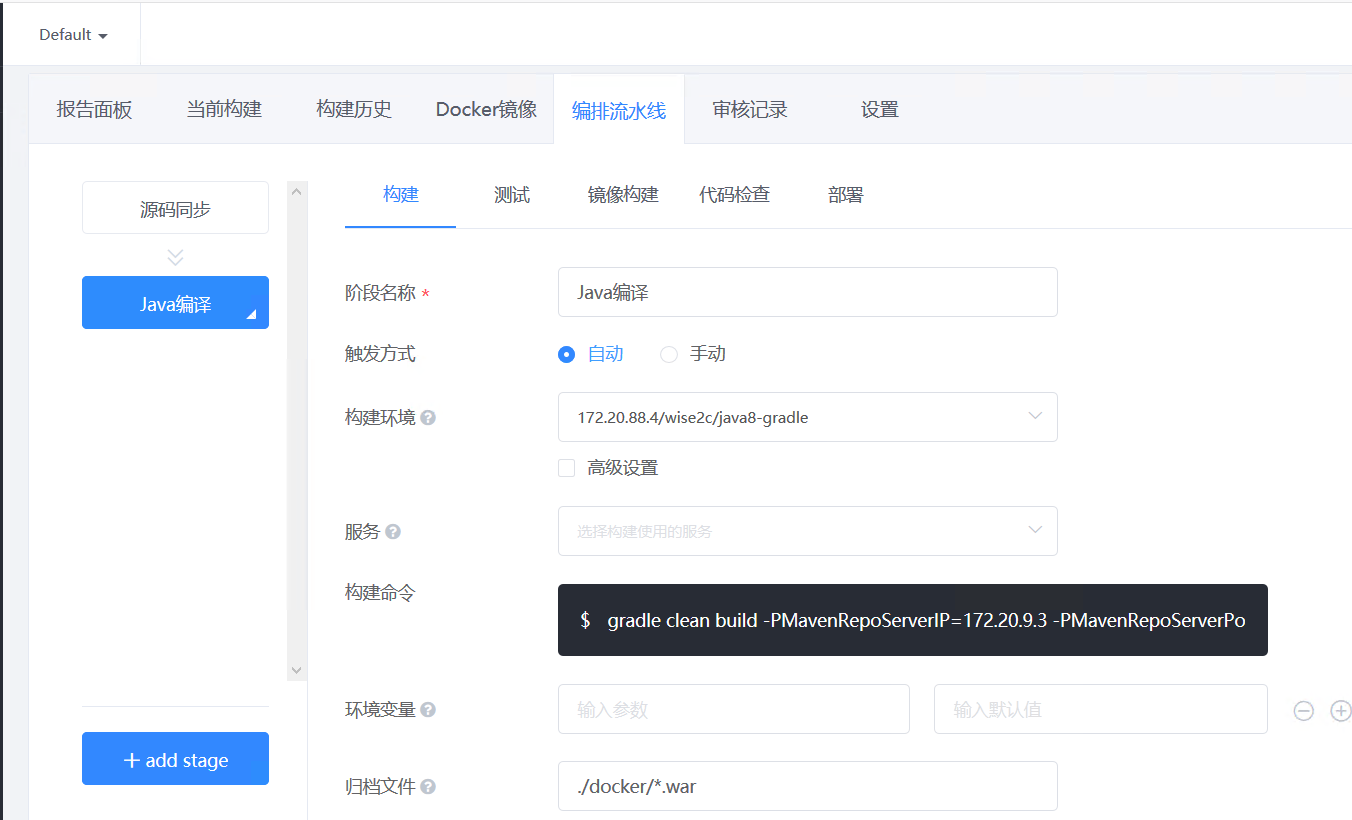 Default
报告面板 当前构建 构建历史 Docker镜像 编排流水线 审核记录 设置
源码同步
Java编译
+ add stage
构建 测试 镜像构建 代码检查 部署
阶段名称 * Java编译
触发方式 自动 手动
构建环境 ? 172.20.88.4/wise2c/java8-gradle
高级设置
服务 ? 选择构建使用的服务
构建命令 $ gradle clean build -PMavenRepoServerIP=172.20.9.3 -PMavenRepoServerPo
环境变量 ? 输入参数 输入默认值
归档文件 ? ./docker/*.war